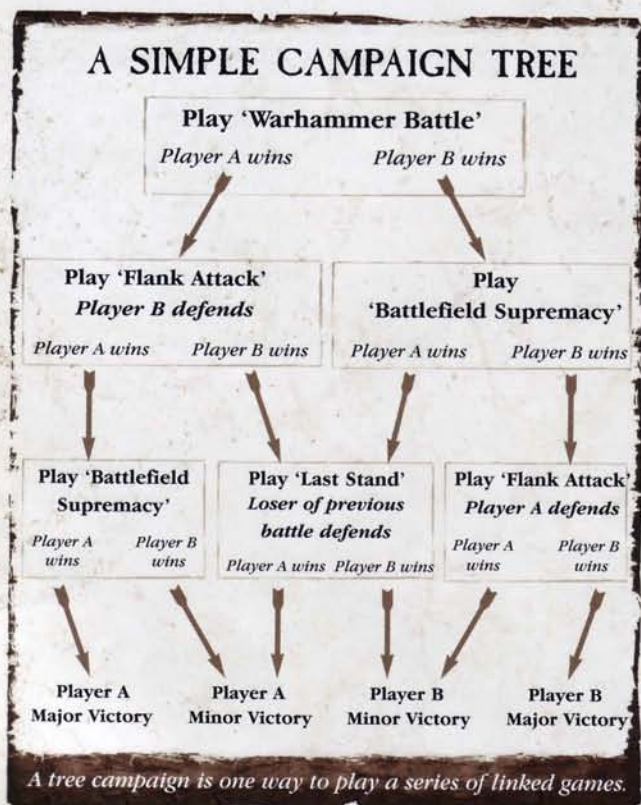 A SIMPLE CAMPAIGN TREE
Play ‘Warhammer Battle’
Player A wins Player B wins
Play ‘Flank Attack’
Player B defends
Player A wins Player B wins
Play
‘Battlefield Supremacy’
Player A wins Player B wins
Play ‘Battlefield
Supremacy’
Player A
wins
Player B
wins
Play ‘Last Stand’
Loser of previous
battle defends
Player A wins Player B wins
Play ‘Flank Attack’
Player A defends
Player A
wins
Player B
wins
Player A
Major Victory
Player A
Minor Victory
Player B
Minor Victory
Player B
Major Victory
A tree campaign is one way to play a series of linked games.